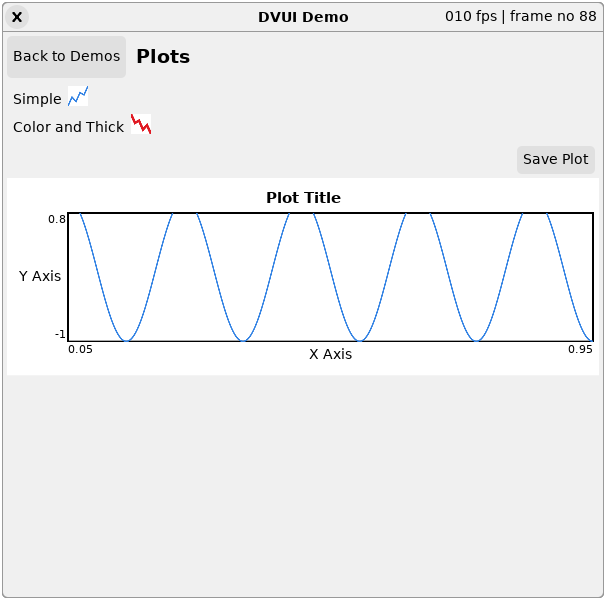 X DVUI Demo 010 fps | frame no 88
Back to Demos Plots
Simple
Color and Thick
Save Plot
Plot Title
0.8
Y Axis
-1
0.05 X Axis 0.95